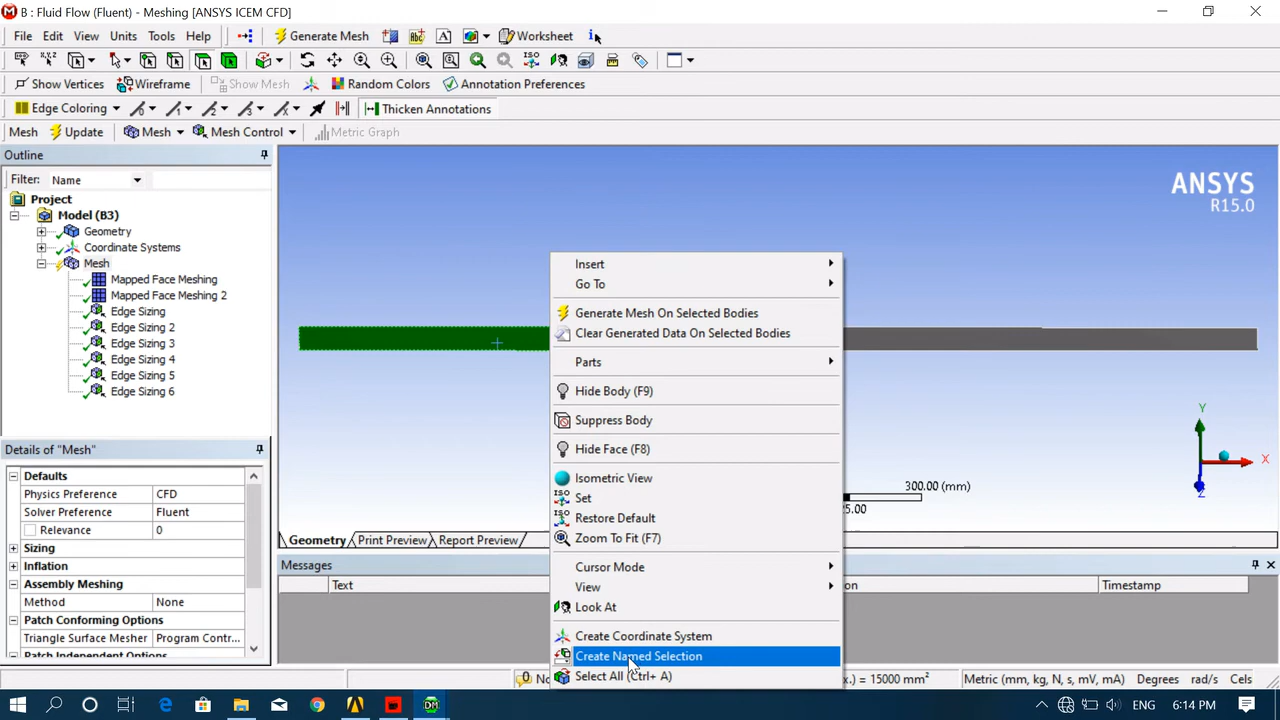 B : Fluid Flow (Fluent) - Meshing [ANSYS ICEM CFD]
File Edit View Units Tools Help Generate Mesh Worksheet
Show Vertices Wireframe Show Mesh Random Colors Annotation Preferences
Edge Coloring Thicken Annotations
Mesh Update Mesh Mesh Control Metric Graph
Outline
Filter: Name
Project
Model (B3)
Geometry
Coordinate Systems
Mesh
Mapped Face Meshing
Mapped Face Meshing 2
Edge Sizing
Edge Sizing 2
Edge Sizing 3
Edge Sizing 4
Edge Sizing 5
Edge Sizing 6
Details of "Mesh"
Defaults
Physics Preference CFD
Solver Preference Fluent
Relevance 0
Sizing
Inflation
Assembly Meshing
Method None
Patch Conforming Options
Triangle Surface Mesher Program Contr...
Patch Independent Options
ANSYS
R15.0
Insert
Go To
Generate Mesh On Selected Bodies
Clear Generated Data On Selected Bodies
Parts
Hide Body (F9)
Suppress Body
Hide Face (F8)
Isometric View
Set
Restore Default
Zoom To Fit (F7)
Cursor Mode
View
Look At
Create Coordinate System
Create Named Selection
Select All (Ctrl+ A)
Y
X
Z
300.00 (mm)
25.00
Geometry Print Preview Report Preview
Messages
Text Timestamp
0 = 15000 mm² Metric (mm, kg, N, s, mV, mA) Degrees rad/s Cels
ENG 6:14 PM